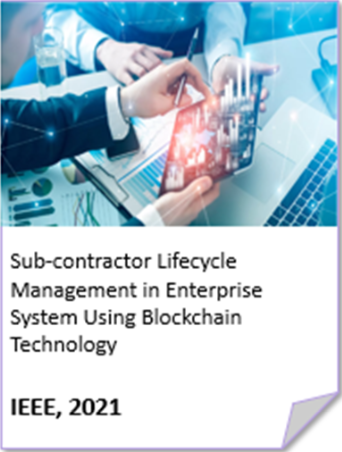 Sub-contractor Lifecycle
Management in Enterprise
System Using Blockchain
Technology
IEEE, 2021